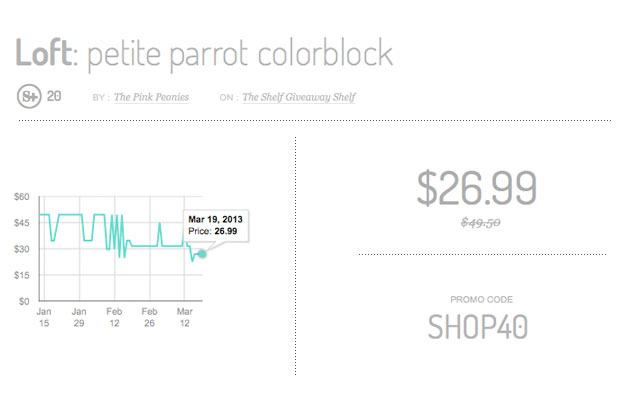 Loft: petite parrot colorblock
S+ 20 BY : The Pink Peonies ON : The Shelf Giveaway Shelf
$60
$45
$30
$15
$0
Jan 15
Jan 29
Feb 12
Feb 26
Mar 12
Mar 19, 2013
Price: 26.99
$26.99
$49.50
PROMO CODE
SHOP40